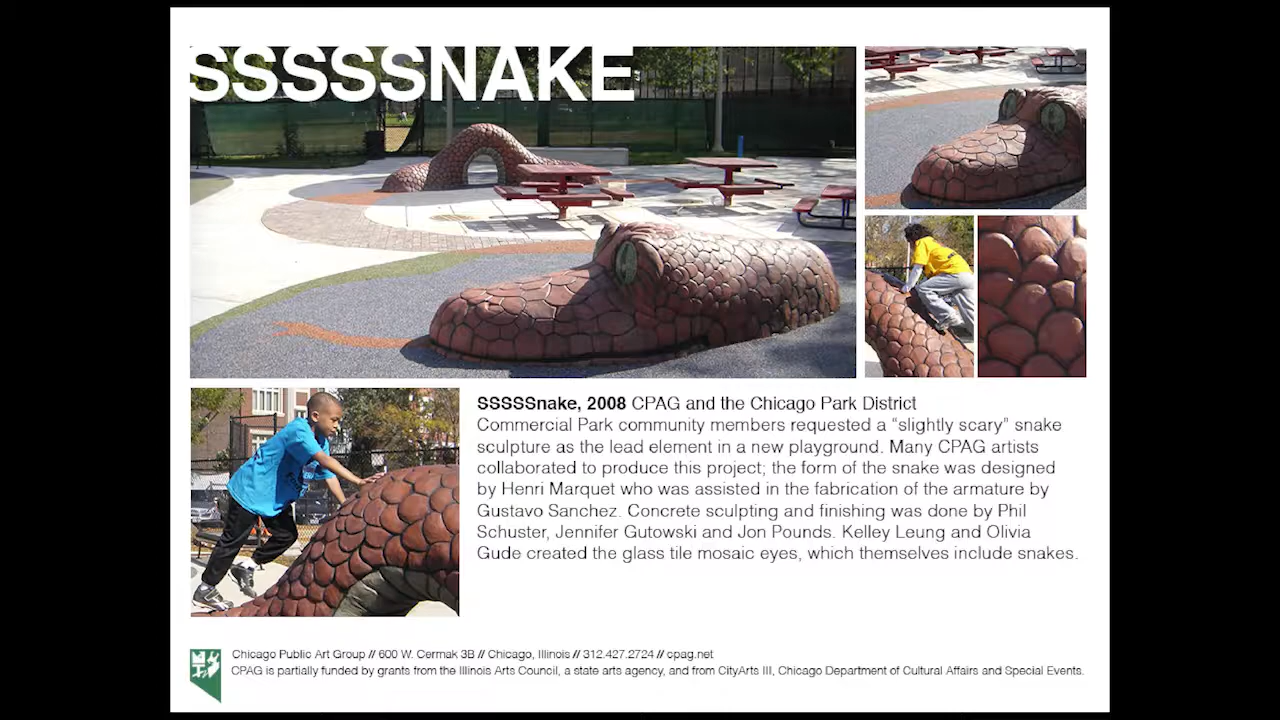 SSSSSNAKE
SSSSSnake, 2008 CPAG and the Chicago Park District
Commercial Park community members requested a “slightly scary” snake
sculpture as the lead element in a new playground. Many CPAG artists
collaborated to produce this project; the form of the snake was designed
by Henri Marquet who was assisted in the fabrication of the armature by
Gustavo Sanchez. Concrete sculpting and finishing was done by Phil
Schuster, Jennifer Gutowski and Jon Pounds. Kelley Leung and Olivia
Gude created the glass tile mosaic eyes, which themselves include snakes.
Chicago Public Art Group // 600 W. Cermak 3B // Chicago, Illinois // 312.427.2724 // cpag.net
CPAG is partially funded by grants from the Illinois Arts Council, a state arts agency, and from CityArts III, Chicago Department of Cultural Affairs and Special Events.